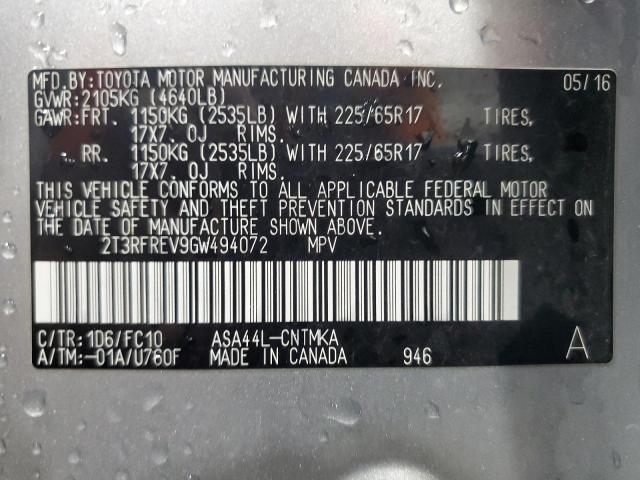 MFD.BY:TOYOTA MOTOR MANUFACTURING CANADA INC. 05/16
GVWR:2105KG (4640LB)
GAWR:FRT. 1150KG (2535LB) WITH 225/65R17 TIRES,
17X7.0J RIMS.
RR. 1150KG (2535LB) WITH 225/65R17 TIRES,
17X7.0J RIMS.
THIS VEHICLE CONFORMS TO ALL APPLICABLE FEDERAL MOTOR
VEHICLE SAFETY AND THEFT PREVENTION STANDARDS IN EFFECT ON
THE DATE OF MANUFACTURE SHOWN ABOVE.
2T3RFREV9GW494072 MPV
C/TR:1D6/FC10 ASA44L-CNTMKA A
A/TM:-01A/U760F MADE IN CANADA 946